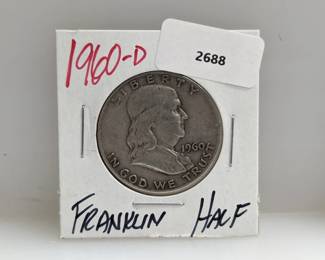 1960-D
2688
LIBERTY
1960
IN GOD WE TRUST
FRANKLIN HALF